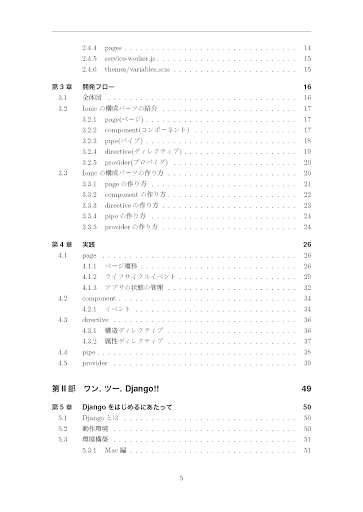 2.4.4 pages . . . . . . . . . . . . . . . . . . . . . . . . . . . . 14
2.4.5 service-worker.js . . . . . . . . . . . . . . . . . . . . . . . 15
2.4.6 themes/variables.scss . . . . . . . . . . . . . . . . . . . . 15
第 3 章 開発フロー 16
3.1 全体図 . . . . . . . . . . . . . . . . . . . . . . . . . . . . . . 16
3.2 Ionic の構成パーツの紹介 . . . . . . . . . . . . . . . . . . . . 17
3.2.1 page(ページ) . . . . . . . . . . . . . . . . . . . . . . . . . 17
3.2.2 component(コンポーネント) . . . . . . . . . . . . . . . . . 17
3.2.3 pipe(パイプ) . . . . . . . . . . . . . . . . . . . . . . . . . 18
3.2.4 directive(ディレクティブ) . . . . . . . . . . . . . . . . . . . 19
3.2.5 provider(プロバイダ) . . . . . . . . . . . . . . . . . . . . . 20
3.3 Ionic の構成パーツの作り方 . . . . . . . . . . . . . . . . . . . 20
3.3.1 page の作り方 . . . . . . . . . . . . . . . . . . . . . . . . 21
3.3.2 component の作り方 . . . . . . . . . . . . . . . . . . . . . 22
3.3.3 directive の作り方 . . . . . . . . . . . . . . . . . . . . . . 23
3.3.4 pipe の作り方 . . . . . . . . . . . . . . . . . . . . . . . . 24
3.3.5 provider の作り方 . . . . . . . . . . . . . . . . . . . . . . 24
第 4 章 実践 26
4.1 page . . . . . . . . . . . . . . . . . . . . . . . . . . . . . . . 26
4.1.1 ページ遷移 . . . . . . . . . . . . . . . . . . . . . . . . . . 26
4.1.2 ライフサイクルイベント . . . . . . . . . . . . . . . . . . . . 29
4.1.3 アプリの状態の管理 . . . . . . . . . . . . . . . . . . . . . . 32
4.2 component . . . . . . . . . . . . . . . . . . . . . . . . . . . . 34
4.2.1 イベント . . . . . . . . . . . . . . . . . . . . . . . . . . . 34
4.3 directive . . . . . . . . . . . . . . . . . . . . . . . . . . . . . 36
4.3.1 構造ディレクティブ . . . . . . . . . . . . . . . . . . . . . . 36
4.3.2 属性ディレクティブ . . . . . . . . . . . . . . . . . . . . . . 37
4.4 pipe . . . . . . . . . . . . . . . . . . . . . . . . . . . . . . . 38
4.5 provider . . . . . . . . . . . . . . . . . . . . . . . . . . . . . 39
第 II 部 ワン, ツー, Django!! 49
第 5 章 Django をはじめるにあたって 50
5.1 Django とは . . . . . . . . . . . . . . . . . . . . . . . . . . . 50
5.2 動作環境 . . . . . . . . . . . . . . . . . . . . . . . . . . . . 50
5.3 環境構築 . . . . . . . . . . . . . . . . . . . . . . . . . . . . 51
5.3.1 Mac 編 . . . . . . . . . . . . . . . . . . . . . . . . . . . . 51
5